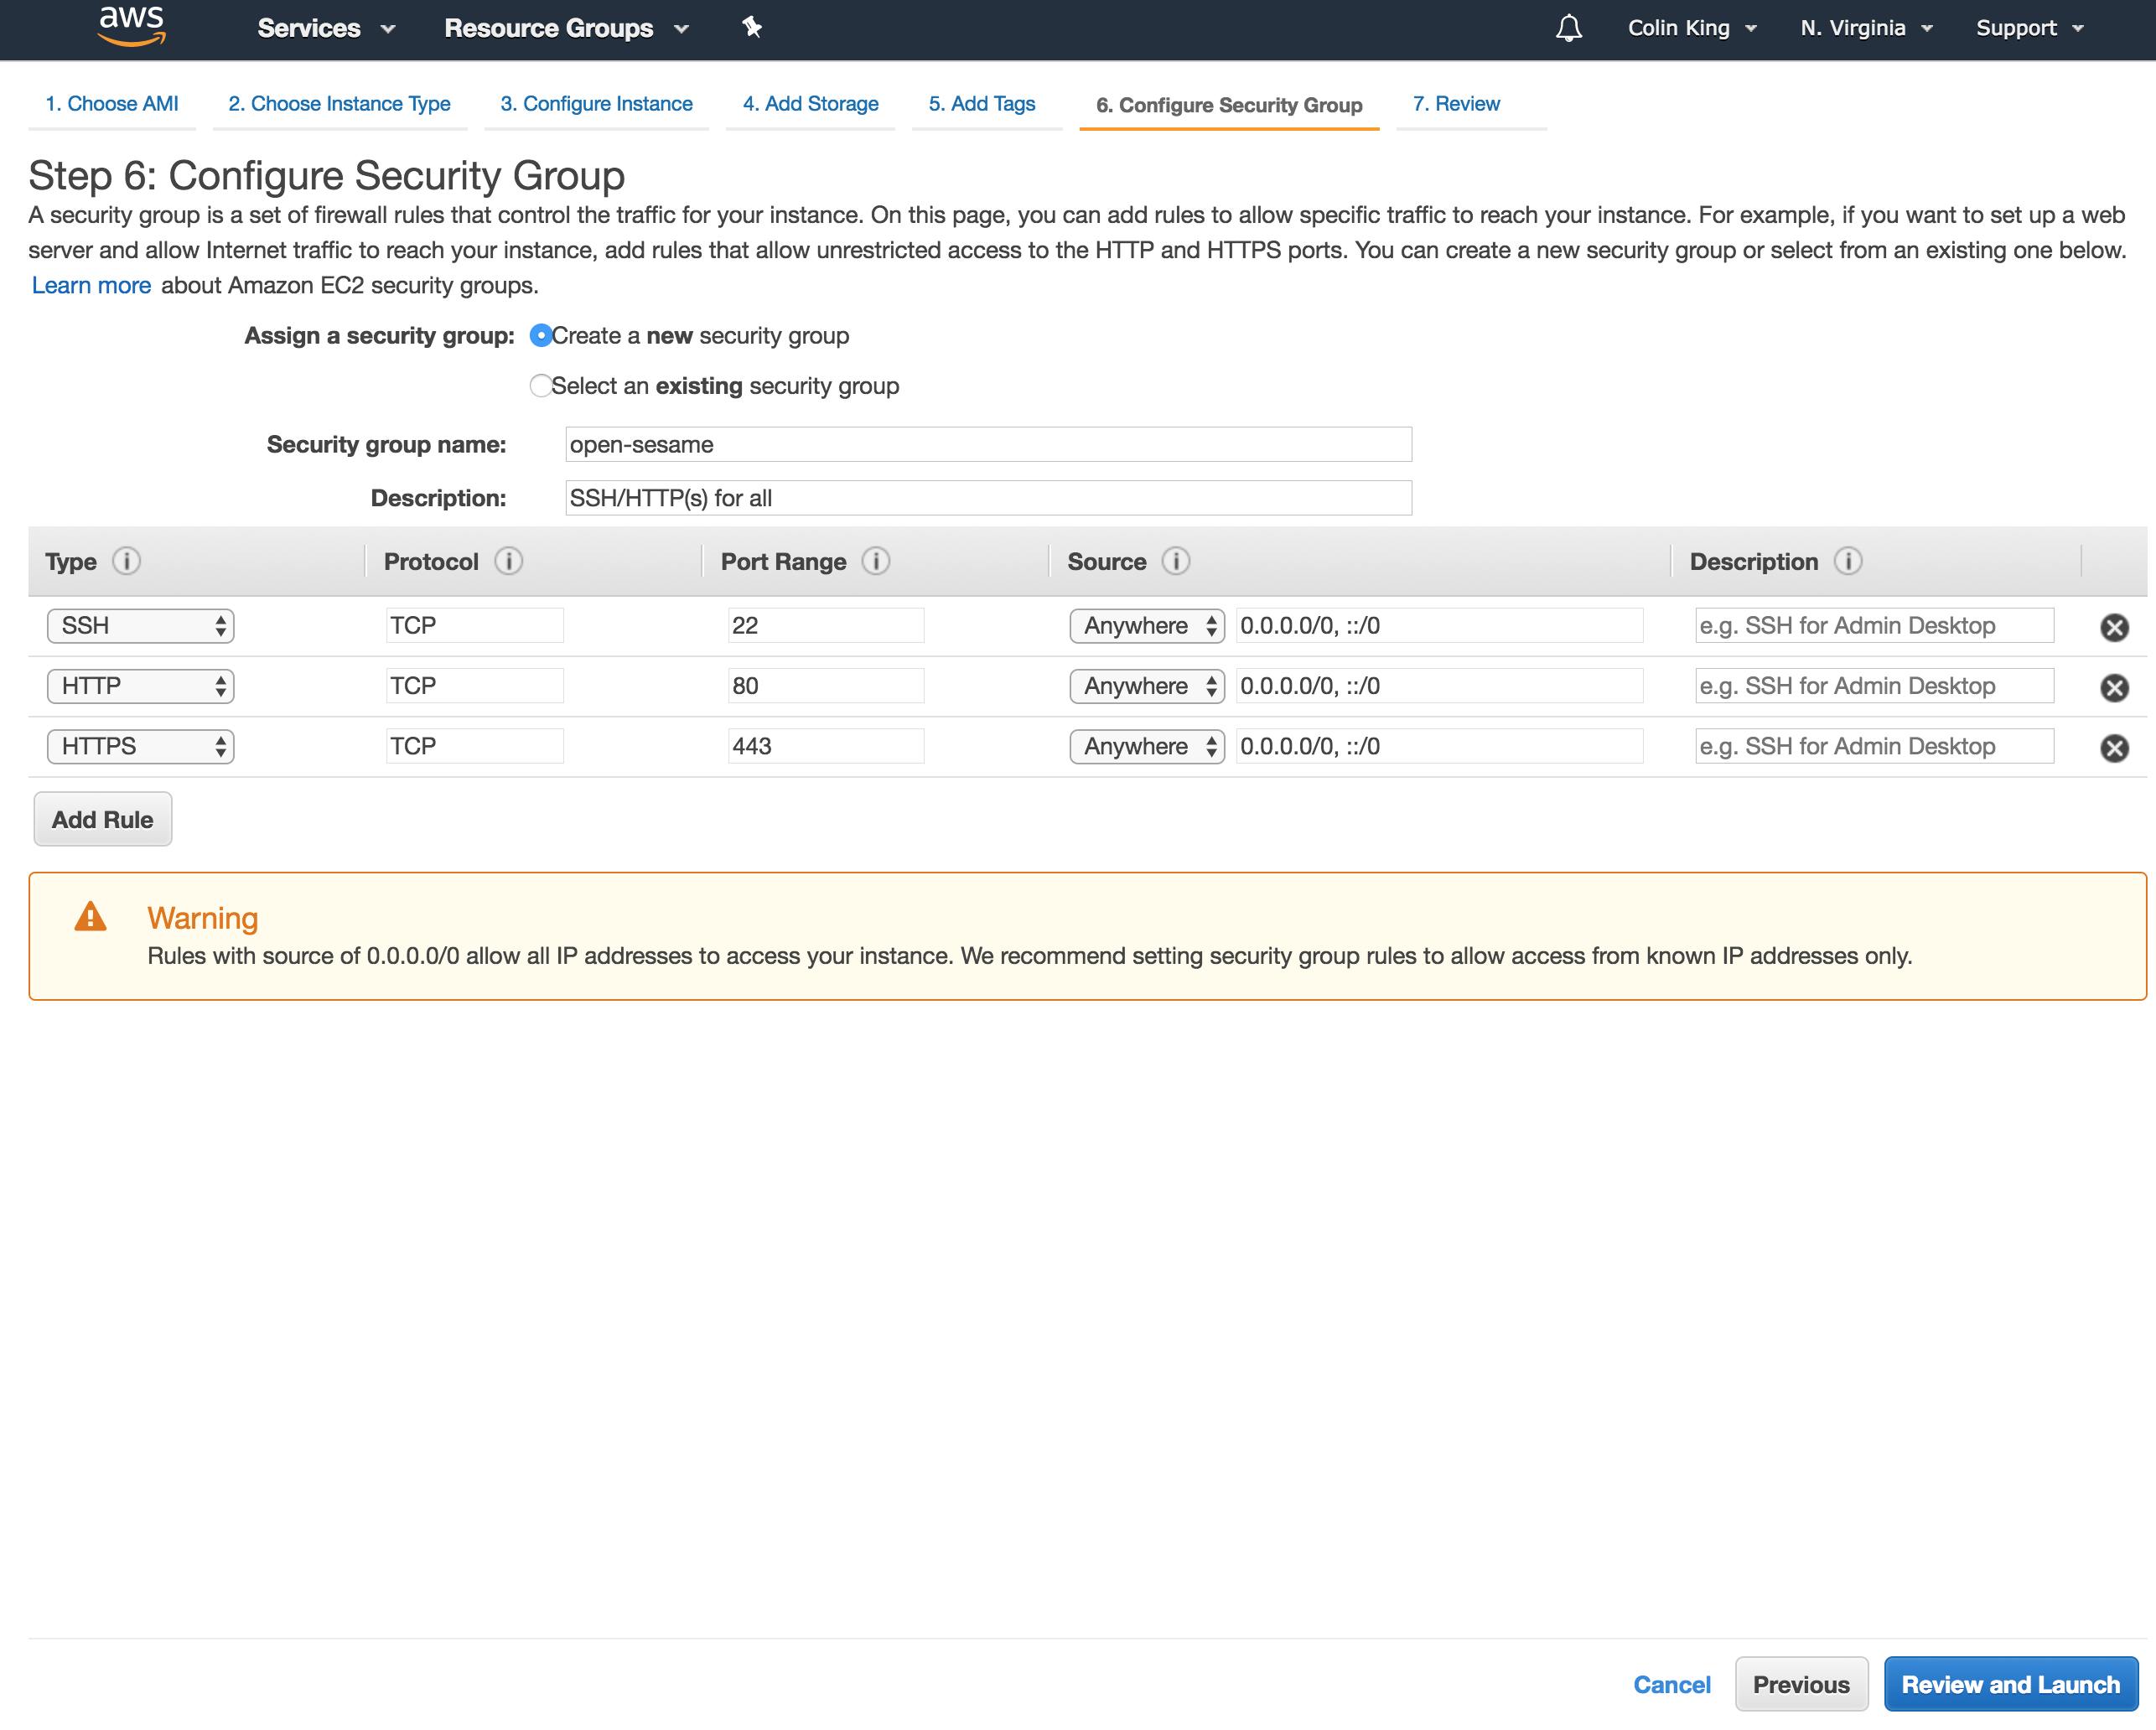 aws Services Resource Groups Colin King N. Virginia Support
1. Choose AMI 2. Choose Instance Type 3. Configure Instance 4. Add Storage 5. Add Tags 6. Configure Security Group 7. Review
Step 6: Configure Security Group
A security group is a set of firewall rules that control the traffic for your instance. On this page, you can add rules to allow specific traffic to reach your instance. For example, if you want to set up a web
server and allow Internet traffic to reach your instance, add rules that allow unrestricted access to the HTTP and HTTPS ports. You can create a new security group or select from an existing one below.
Learn more about Amazon EC2 security groups.
Assign a security group: Create a new security group
Select an existing security group
Security group name: open-sesame
Description: SSH/HTTP(s) for all
Type i Protocol i Port Range i Source i Description i
SSH TCP 22 Anywhere 0.0.0.0/0, ::/0 e.g. SSH for Admin Desktop
HTTP TCP 80 Anywhere 0.0.0.0/0, ::/0 e.g. SSH for Admin Desktop
HTTPS TCP 443 Anywhere 0.0.0.0/0, ::/0 e.g. SSH for Admin Desktop
Add Rule
Warning
Rules with source of 0.0.0.0/0 allow all IP addresses to access your instance. We recommend setting security group rules to allow access from known IP addresses only.
Cancel Previous Review and Launch